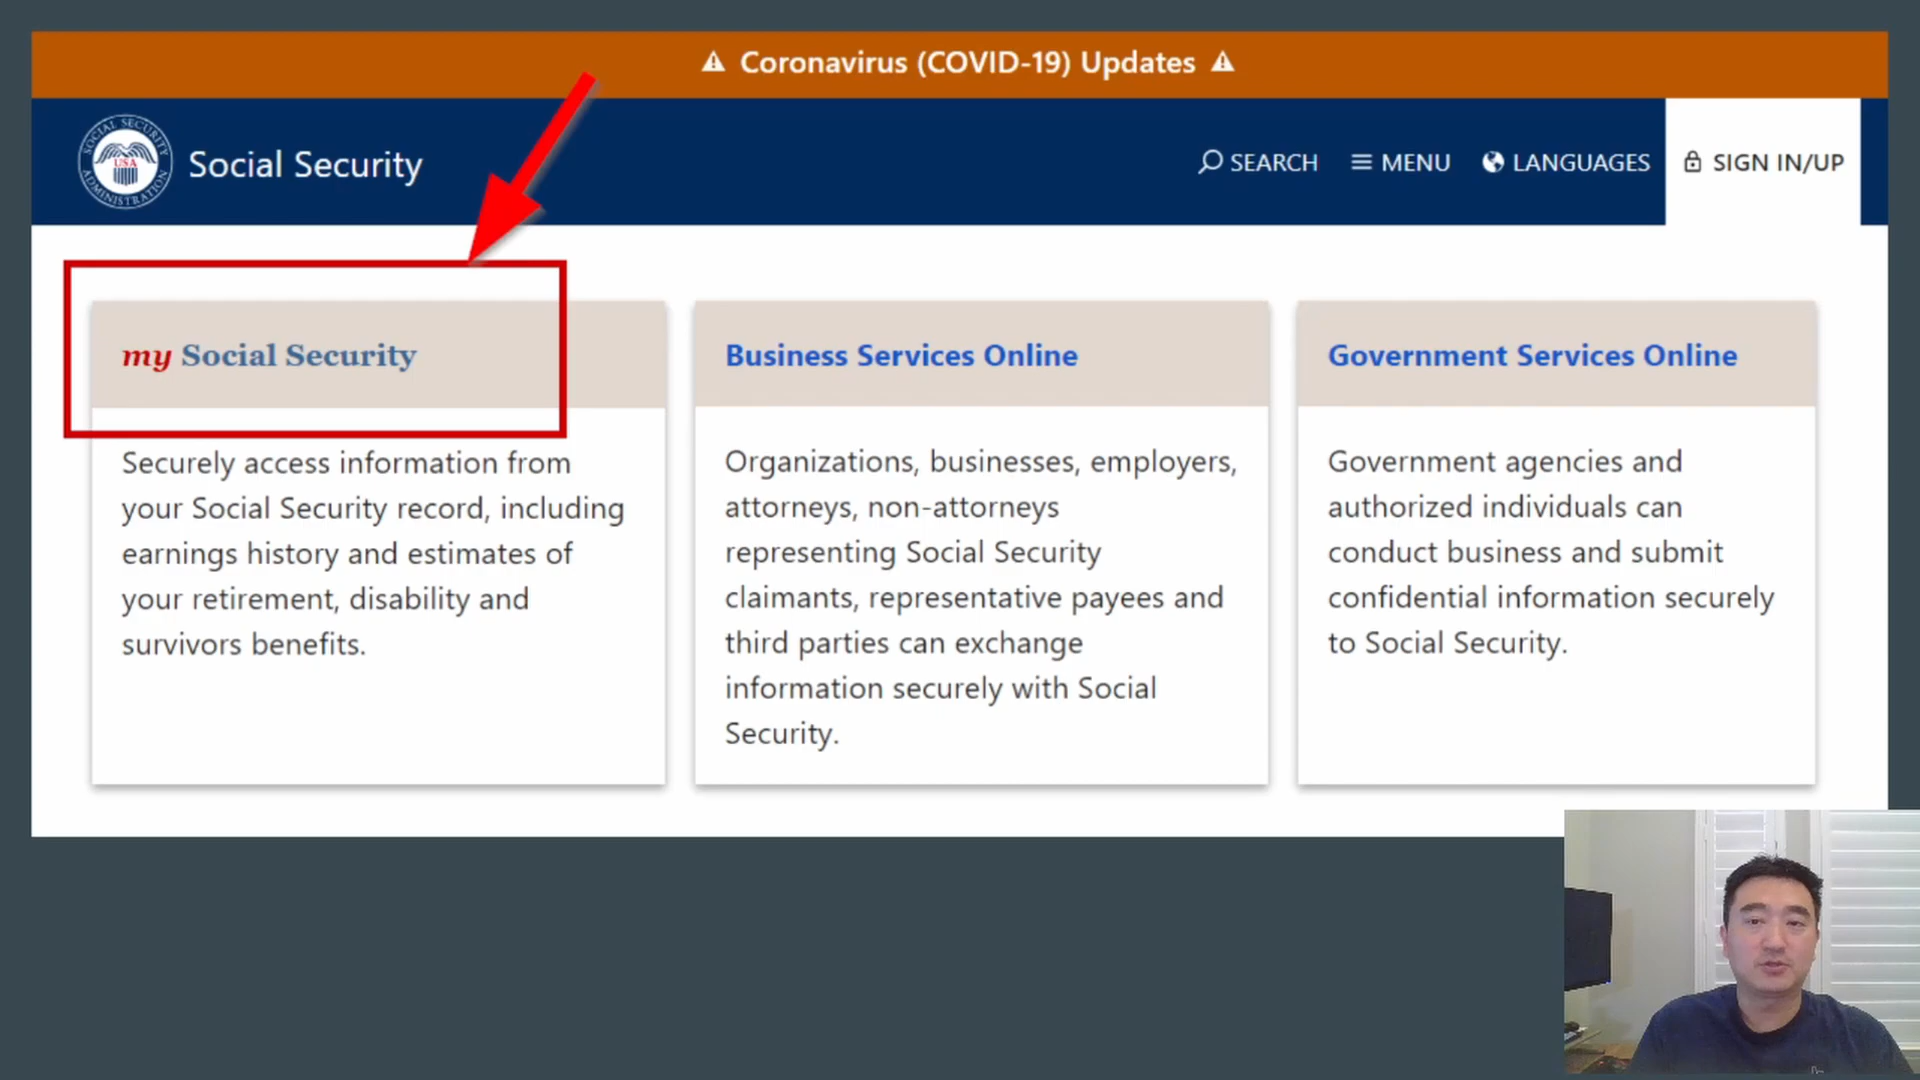 Coronavirus (COVID-19) Updates
SOCIAL SECURITY ADMINISTRATION
USA
Social Security
SEARCH
MENU
LANGUAGES
SIGN IN/UP
my Social Security
Securely access information from
your Social Security record, including
earnings history and estimates of
your retirement, disability and
survivors benefits.
Business Services Online
Organizations, businesses, employers,
attorneys, non-attorneys
representing Social Security
claimants, representative payees and
third parties can exchange
information securely with Social
Security.
Government Services Online
Government agencies and
authorized individuals can
conduct business and submit
confidential information securely
to Social Security.